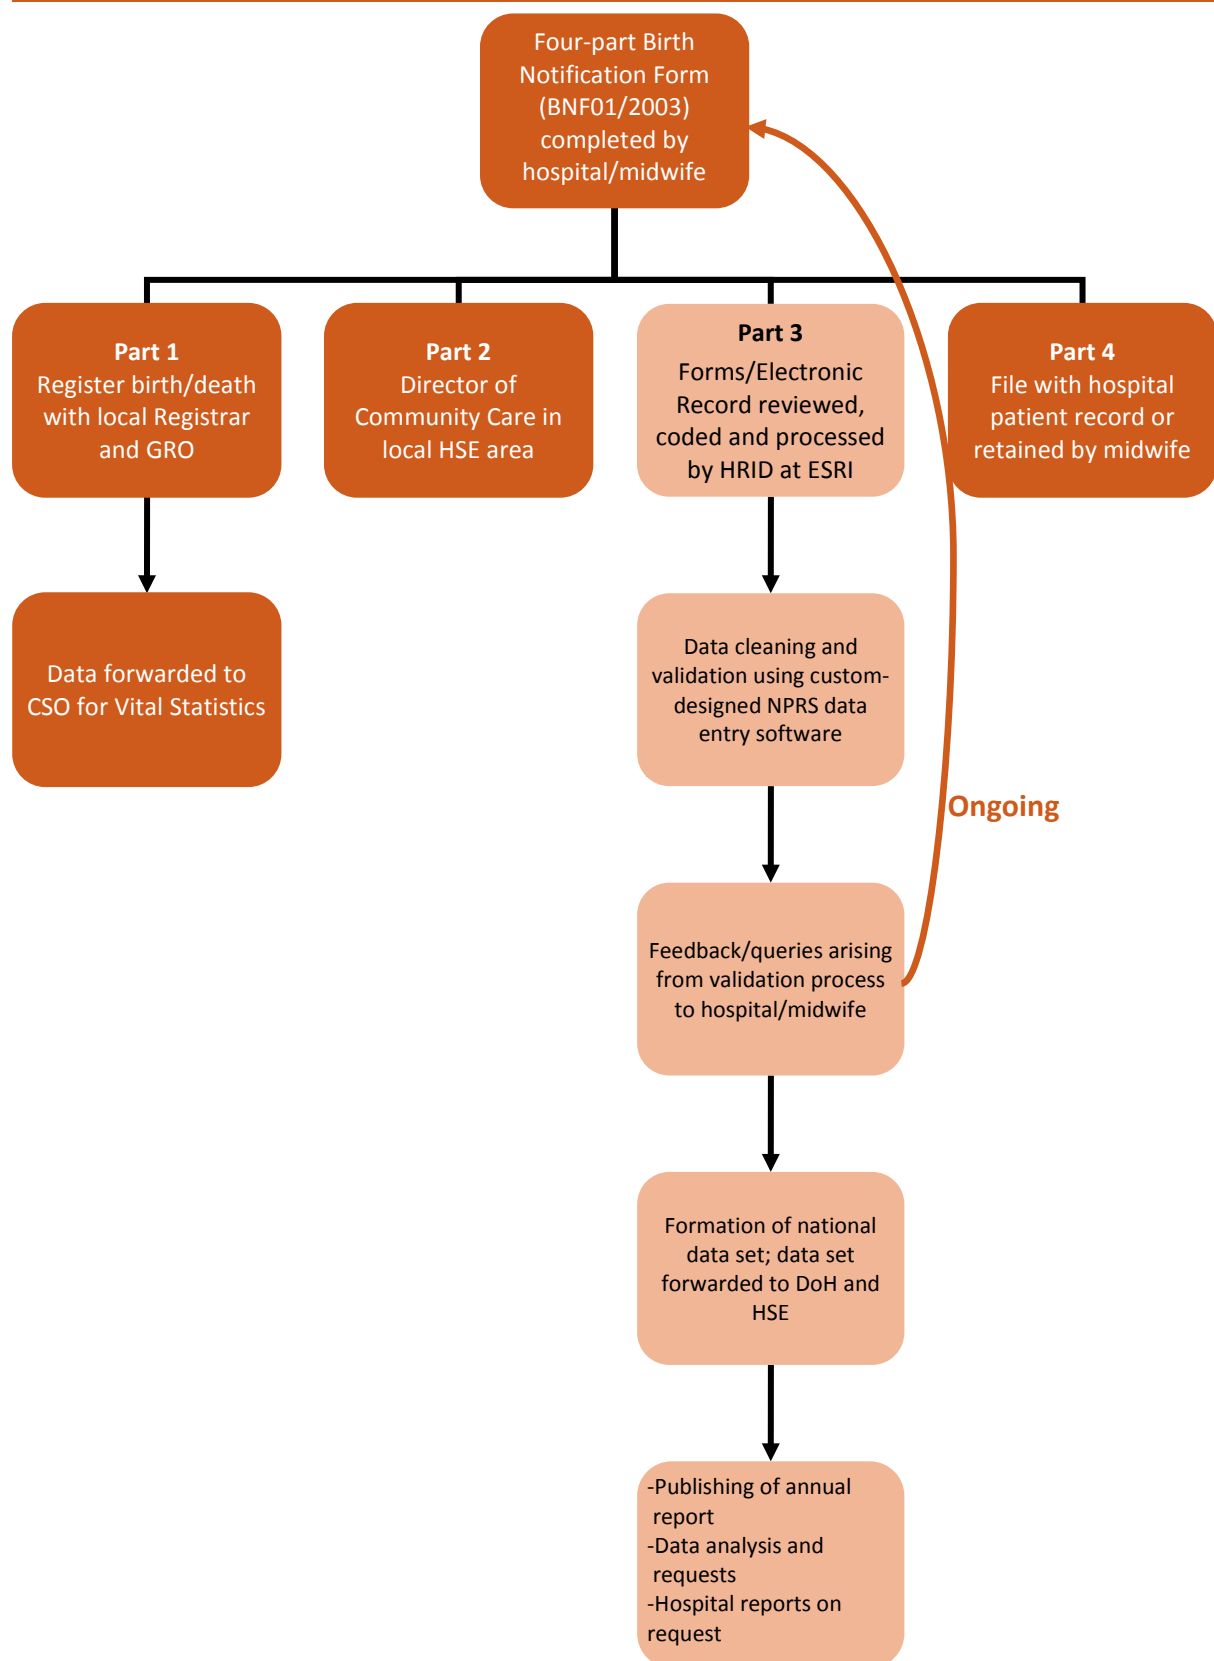 Four-part Birth
Notification Form
(BNF01/2003)
completed by
hospital/midwife
Part 1
Register birth/death
with local Registrar
and GRO
Part 2
Director of
Community Care in
local HSE area
Part 3
Forms/Electronic
Record reviewed,
coded and processed
by HRID at ESRI
Part 4
File with hospital
patient record or
retained by midwife
Data forwarded to
CSO for Vital Statistics
Data cleaning and
validation using custom-
designed NPRS data
entry software
Ongoing
Feedback/queries arising
from validation process
to hospital/midwife
Formation of national
data set; data set
forwarded to DoH and
HSE
-Publishing of annual
report
-Data analysis and
requests
-Hospital reports on
request